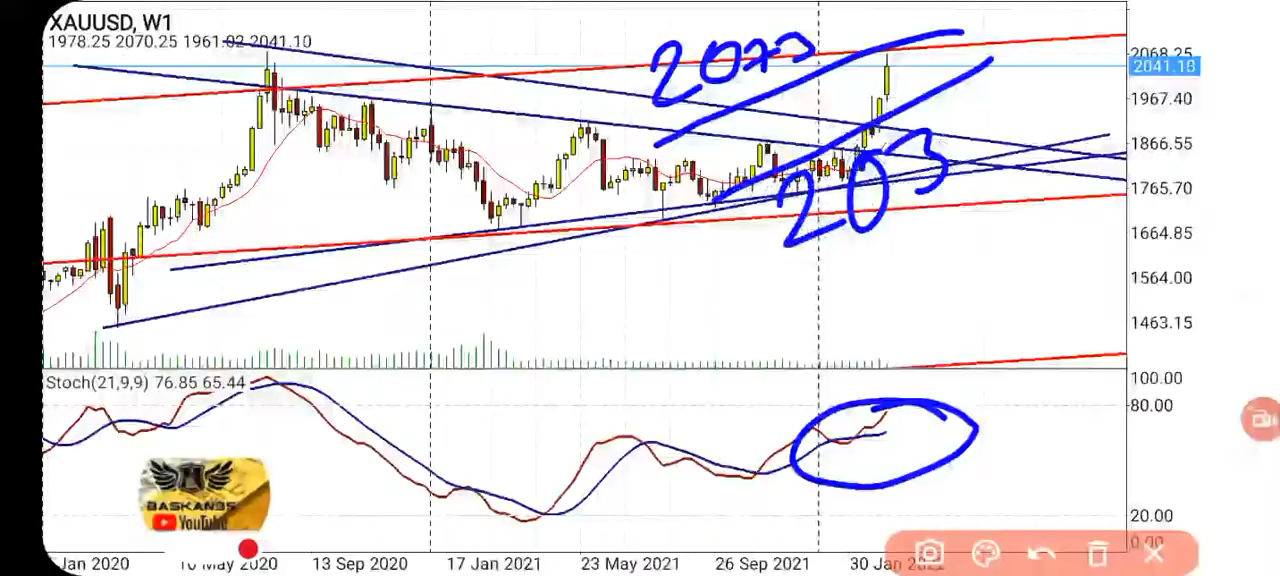 XAUUSD, W1
1978.25 2070.25 1961.02 2041.10
2073
203
2068.25
2041.10
1967.40
1866.55
1765.70
1664.85
1564.00
1463.15
Stoch(21,9,9) 76.85 65.44
100.00
80.00
20.00
0.00
BASKAN35
YouTube
Jan 2020
10 May 2020
13 Sep 2020
17 Jan 2021
23 May 2021
26 Sep 2021
30 Jan